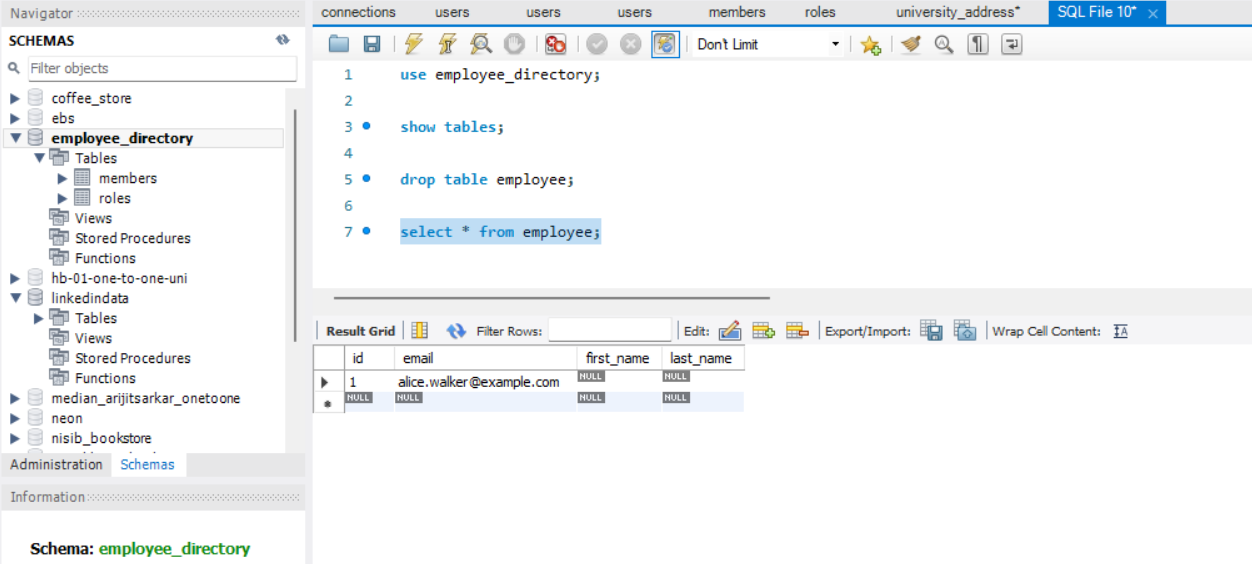 Navigator
SCHEMAS
Filter objects
coffee_store
ebs
employee_directory
Tables
members
roles
Views
Stored Procedures
Functions
hb-01-one-to-one-uni
linkedindata
Tables
Views
Stored Procedures
Functions
median_arijitsarkar_onetoone
neon
nisib_bookstore
Administration Schemas
Information
Schema: employee_directory
connections users users users members roles university_address* SQL File 10*
Don't Limit
1 use employee_directory;
2
3 show tables;
4
5 drop table employee;
6
7 select * from employee;
Result Grid Filter Rows: Edit: Export/Import: Wrap Cell Content:
id email first_name last_name
1 alice.walker@example.com NULL NULL
NULL NULL NULL NULL